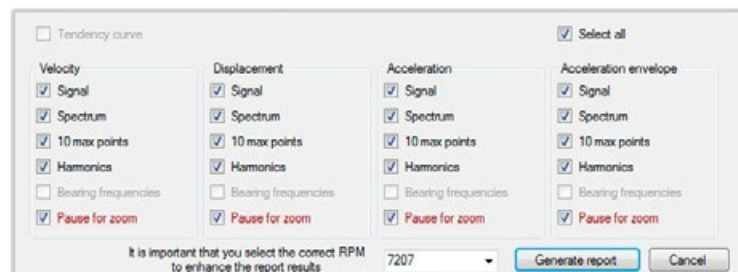 Tendency curve Select all
Velocity Displacement Acceleration Acceleration envelope
Signal Signal Signal Signal
Spectrum Spectrum Spectrum Spectrum
10 max points 10 max points 10 max points 10 max points
Harmonics Harmonics Harmonics Harmonics
Bearing frequencies Bearing frequencies Bearing frequencies Bearing frequencies
Pause for zoom Pause for zoom Pause for zoom Pause for zoom
It is important that you select the correct RPM
to enhance the report results
7207 Generate report Cancel